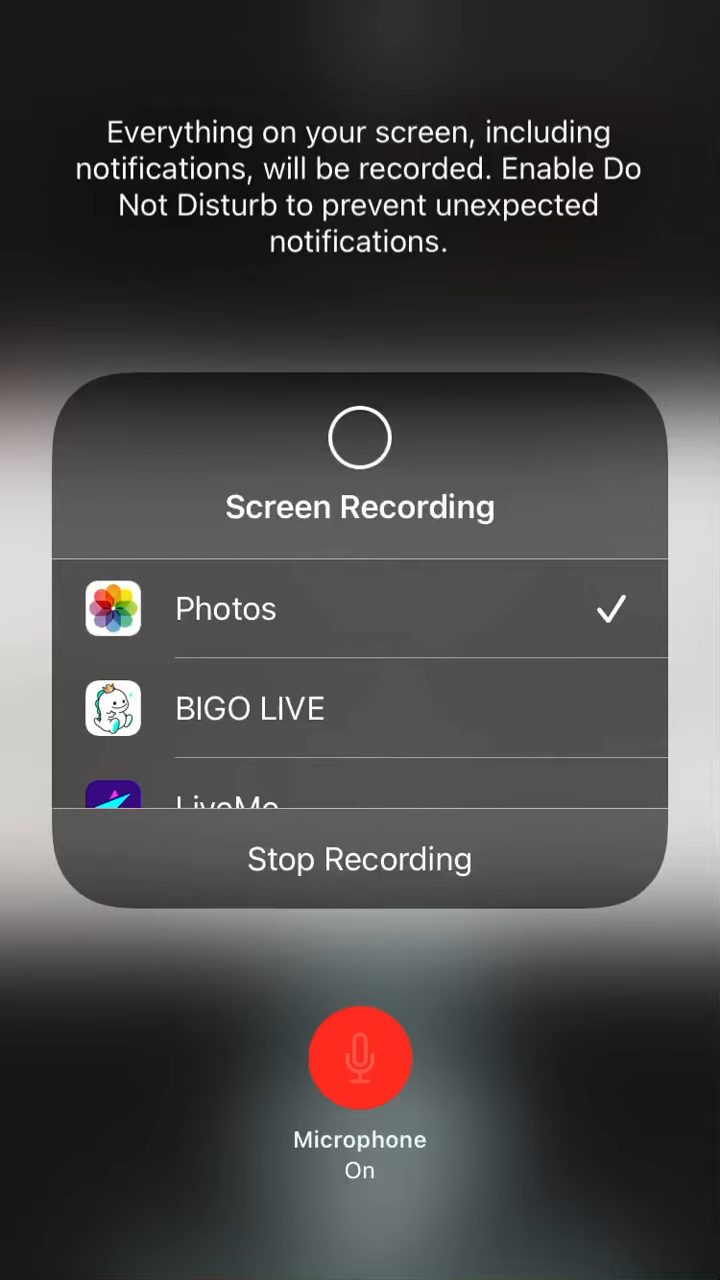 Everything on your screen, including
notifications, will be recorded. Enable Do
Not Disturb to prevent unexpected
notifications.
Screen Recording
Photos
BIGO LIVE
LiveMe
Stop Recording
Microphone
On